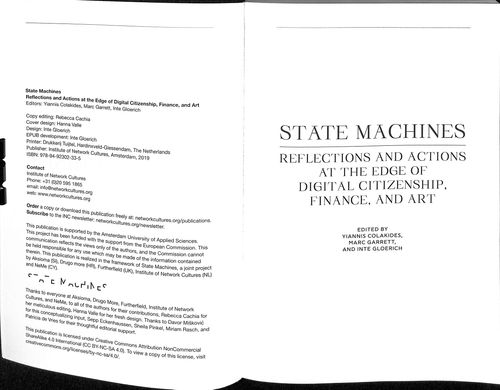 State Machines
Reflections and Actions at the Edge of Digital Citizenship, Finance, and Art
Editors: Yiannis Colakides, Marc Garrett, Inte Gloerich
Copy editing: Rebecca Cachia
Cover design: Hanna Valle
Design: Inte Gloerich
EPUB development: Inte Gloerich
Printer: Drukkerij Tuijtel, Hardinxveld-Giessendam, The Netherlands
Publisher: Institute of Network Cultures, Amsterdam, 2019
ISBN: 978-94-92302-33-5
Contact
Institute of Network Cultures
Phone: +31 (0)20 595 1865
email: info@networkcultures.org
web: www.networkcultures.org
Order a copy or download this publication freely at: networkcultures.org/publications.
Subscribe to the INC newsletter: networkcultures.org/newsletter.
This publication is supported by the Amsterdam University of Applied Sciences.
This project has been funded with the support from the European Commission. This
communication reflects the views only of the authors, and the Commission cannot
be held responsible for any use which may be made of the information contained
therein. This publication is realized in the framework of State Machines, a joint project
by Aksioma (SI), Drugo more (HR), Furtherfield (UK), Institute of Network Cultures (NL)
and NeMe (CY).
STATE MACHINES
Thanks to everyone at Aksioma, Drugo More, Furtherfield, Institute of Network
Cultures, and NeMe, to all of the authors for their contributions, Rebecca Cachia for
her meticulous editing, Hanna Valle for her fresh design. Thanks to Davor Mišković
for this conceptualizing input, Sepp Eckenhaussen, Sheila Pinkel, Miriam Rasch, and
Patricia de Vries for their thoughtful editorial support.
This publication is licensed under Creative Commons Attribution NonCommercial
ShareAlike 4.0 International (CC BY-NC-SA 4.0). To view a copy of this license, visit
creativecommons.org/licenses/by-nc-sa/4.0/.
STATE MACHINES
REFLECTIONS AND ACTIONS
AT THE EDGE OF
DIGITAL CITIZENSHIP,
FINANCE, AND ART
EDITED BY
YIANNIS COLAKIDES,
MARC GARRETT,
AND INTE GLOERICH